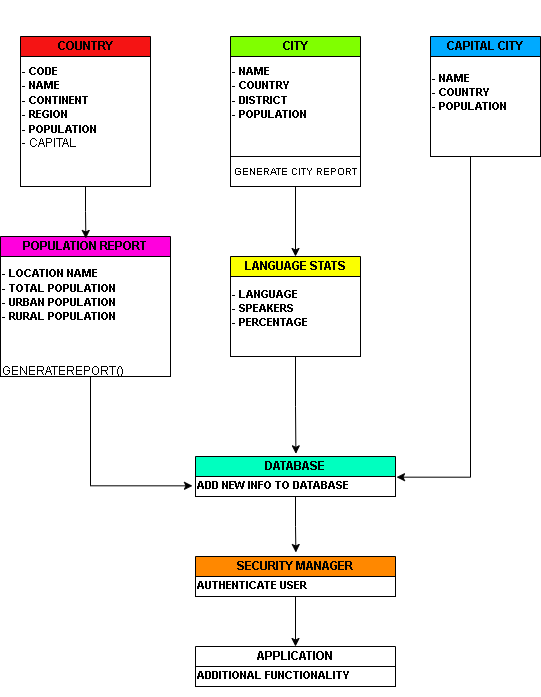 COUNTRY
- CODE
- NAME
- CONTINENT
- REGION
- POPULATION
- CAPITAL
CITY
- NAME
- COUNTRY
- DISTRICT
- POPULATION
GENERATE CITY REPORT
CAPITAL CITY
- NAME
- COUNTRY
- POPULATION
POPULATION REPORT
- LOCATION NAME
- TOTAL POPULATION
- URBAN POPULATION
- RURAL POPULATION
GENERATEREPORT()
LANGUAGE STATS
- LANGUAGE
- SPEAKERS
- PERCENTAGE
DATABASE
ADD NEW INFO TO DATABASE
SECURITY MANAGER
AUTHENTICATE USER
APPLICATION
ADDITIONAL FUNCTIONALITY